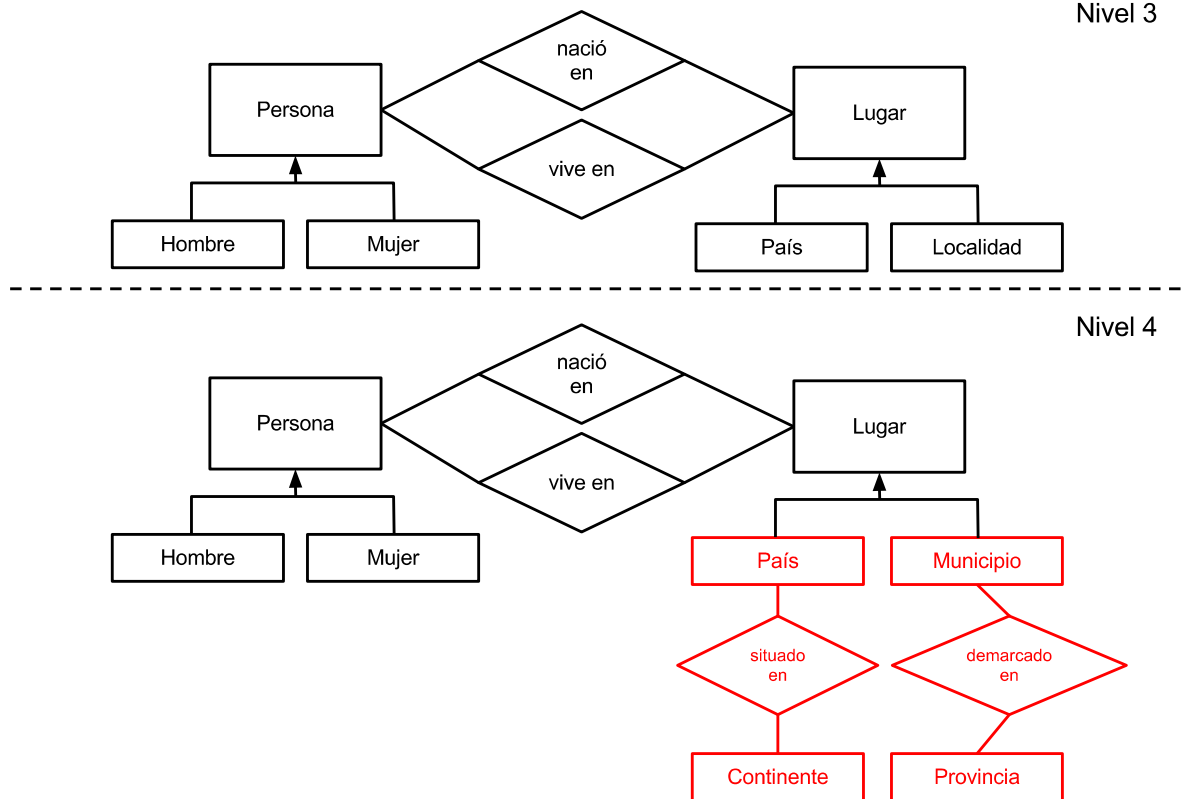 Nivel 3
nació
en
Persona
Lugar
vive en
Hombre
Mujer
País
Localidad
Nivel 4
nació
en
Persona
Lugar
vive en
Hombre
Mujer
País
Municipio
situado
en
demarcado
en
Continente
Provincia